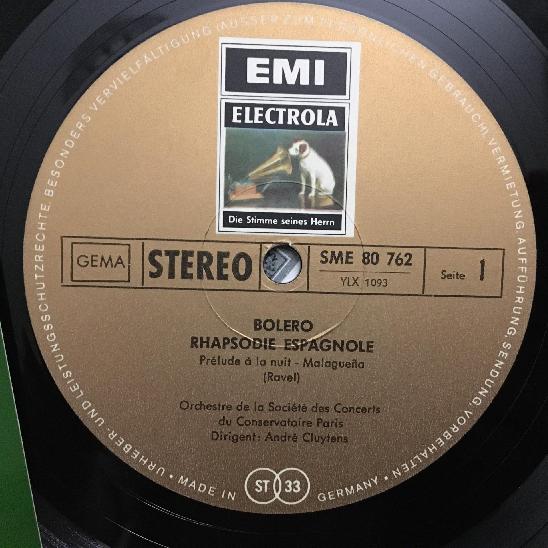 EMI
ELECTROLA
Die Stimme seines Herrn
GEMA
STEREO
SME 80 762
YLX 1093
Seite 1
BOLERO
RHAPSODIE ESPAGNOLE
Prélude à la nuit - Malagueña
(Ravel)
Orchestre de la Société des Concerts
du Conservatoire Paris
Dirigent: André Cluytens
URHEBER- UND LEISTUNGSSCHUTZRECHTE, BESONDERS VERVIELFÄLTIGUNG (AUSSER ZUM PERSÖNLICHEN GEBRAUCH), VERMIETUNG, AUFFÜHRUNG, SENDUNG, VORBEHALTEN •
• MADE IN
ST 33
GERMANY •